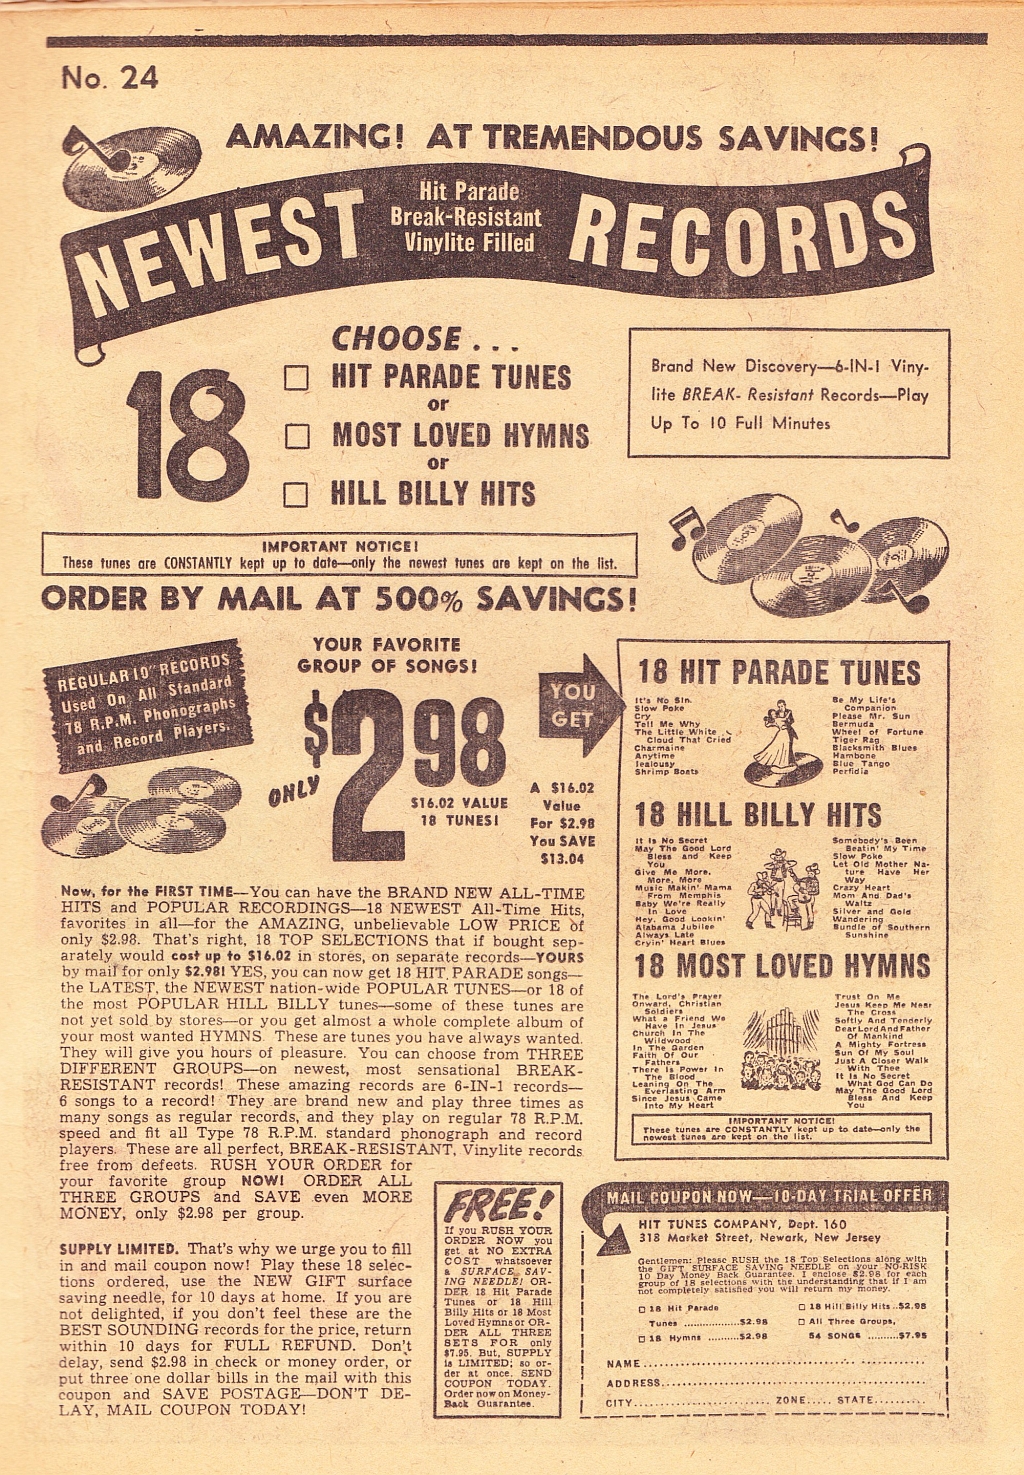 No. 24
AMAZING! AT TREMENDOUS SAVINGS!
NEWEST
Hit Parade
Break-Resistant
Vinylite Filled
RECORDS
18
CHOOSE . . .
HIT PARADE TUNES
or
MOST LOVED HYMNS
or
HILL BILLY HITS
Brand New Discovery—6-IN-1 Viny-
lite BREAK- Resistant Records—Play
Up To 10 Full Minutes
IMPORTANT NOTICE!
These tunes are CONSTANTLY kept up to date—only the newest tunes are kept on the list.
ORDER BY MAIL AT 500% SAVINGS!
REGULAR 10" RECORDS
Used On All Standard
78 R.P.M. Phonographs
and Record Players.
YOUR FAVORITE
GROUP OF SONGS!
ONLY
$2.98
$16.02 VALUE
18 TUNES!
YOU
GET
A $16.02
Value
For $2.98
You SAVE
$13.04
18 HIT PARADE TUNES
It's No Sin.
Slow Poke
Cry
Tell Me Why
The Little White
Cloud That Cried
Charmaine
Anytime
Jealousy
Shrimp Boats
Be My Life's
Companion
Please Mr. Sun
Bermuda
Wheel of Fortune
Tiger Rag
Blacksmith Blues
Hambone
Blue Tango
Perfidia
18 HILL BILLY HITS
It Is No Secret
May The Good Lord
Bless and Keep
You
Give Me More,
More, More
Music Makin' Mama
From Memphis
Baby We're Really
In Love
Hey, Good Lookin'
Alabama Jubilee
Always Late
Cryin' Heart Blues
Somebody's Been
Beatin' My Time
Slow Poke
Let Old Mother Na-
ture Have Her
Way
Crazy Heart
Mom And Dad's
Waltz
Silver and Gold
Wandering
Bundle of Southern
Sunshine
18 MOST LOVED HYMNS
The Lord's Prayer
Onward, Christian
Soldiers
What a Friend We
Have In Jesus
Church In The
Wildwood
In The Garden
Faith Of Our
Fathers
There Is Power In
The Blood
Leaning On The
Everlasting Arm
Since Jesus Came
Into My Heart
Trust On Me
Jesus Keep Me Near
The Cross
Softly And Tenderly
Dear Lord And Father
Of Mankind
A Mighty Fortress
Sun Of My Soul
Just A Closer Walk
With Thee
It Is No Secret
What God Can Do
May The Good Lord
Bless And Keep
You
IMPORTANT NOTICE!
These tunes are CONSTANTLY kept up to date—only the
newest tunes are kept on the list.
Now, for the FIRST TIME—You can have the BRAND NEW ALL-TIME
HITS and POPULAR RECORDINGS—18 NEWEST All-Time Hits,
favorites in all—for the AMAZING, unbelievable LOW PRICE of
only $2.98. That's right, 18 TOP SELECTIONS that if bought sep-
arately would cost up to $16.02 in stores, on separate records—YOURS
by mail for only $2.98! YES, you can now get 18 HIT PARADE songs—
the LATEST, the NEWEST nation-wide POPULAR TUNES—or 18 of
the most POPULAR HILL BILLY tunes—some of these tunes are
not yet sold by stores—or you get almost a whole complete album of
your most wanted HYMNS. These are tunes you have always wanted.
They will give you hours of pleasure. You can choose from THREE
DIFFERENT GROUPS—on newest, most sensational BREAK-
RESISTANT records! These amazing records are 6-IN-1 records—
6 songs to a record! They are brand new and play three times as
many songs as regular records, and they play on regular 78 R.P.M.
speed and fit all Type 78 R.P.M. standard phonograph and record
players. These are all perfect, BREAK-RESISTANT, Vinylite records
free from defects. RUSH YOUR ORDER for
your favorite group NOW! ORDER ALL
THREE GROUPS and SAVE even MORE
MONEY, only $2.98 per group.
SUPPLY LIMITED. That's why we urge you to fill
in and mail coupon now! Play these 18 selec-
tions ordered, use the NEW GIFT surface
saving needle, for 10 days at home. If you are
not delighted, if you don't feel these are the
BEST SOUNDING records for the price, return
within 10 days for FULL REFUND. Don't
delay, send $2.98 in check or money order, or
put three one dollar bills in the mail with this
coupon and SAVE POSTAGE—DON'T DE-
LAY, MAIL COUPON TODAY!
FREE!
If you RUSH YOUR
ORDER NOW you
get at NO EXTRA
COST whatsoever
a SURFACE SAV-
ING NEEDLE! OR-
DER 18 Hit Parade
Tunes or 18 Hill
Billy Hits or 18 Most
Loved Hymns or OR-
DER ALL THREE
SETS FOR only
$7.95. But, SUPPLY
is LIMITED; so or-
der at once. SEND
COUPON TODAY.
Order now on Money-
Back Guarantee.
MAIL COUPON NOW—10-DAY TRIAL OFFER
HIT TUNES COMPANY, Dept. 160
318 Market Street, Newark, New Jersey
Gentlemen: Please RUSH the 18 Top Selections along with
the GIFT SURFACE SAVING NEEDLE on your NO-RISK
10 Day Money Back Guarantee. I enclose $2.98 for each
group of 18 selections with the understanding that if I am
not completely satisfied you will return my money.
18 Hit Parade
Tunes ..............$2.98
18 Hymns .........$2.98
18 Hill Billy Hits..$2.98
All Three Groups,
54 SONGS .........$7.95
NAME..............................
ADDRESS...........................
CITY.................... ZONE..... STATE.........